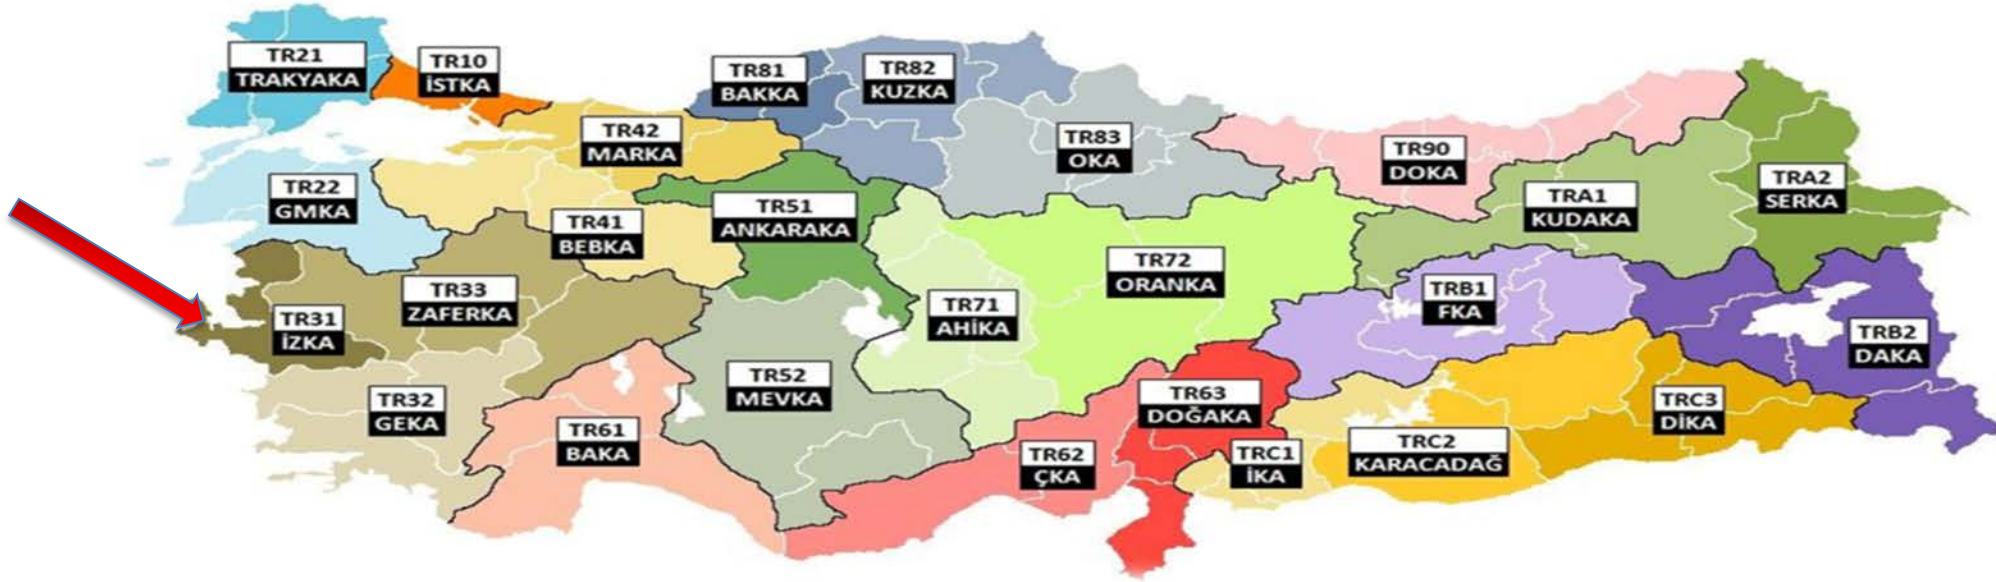 TR21
TRAKYAKA
TR10
İSTKA
TR81
BAKKA
TR82
KUZKA
TR42
MARKA
TR83
OKA
TR90
DOKA
TR22
GMKA
TR41
BEBKA
TR51
ANKARAKA
TRA1
KUDAKA
TRA2
SERKA
TR31
İZKA
TR33
ZAFERKA
TR71
AHİKA
TR72
ORANKA
TRB1
FKA
TRB2
DAKA
TR32
GEKA
TR61
BAKA
TR52
MEVKA
TR62
ÇKA
TR63
DOĞAKA
TRC1
İKA
TRC2
KARACADAĞ
TRC3
DİKA